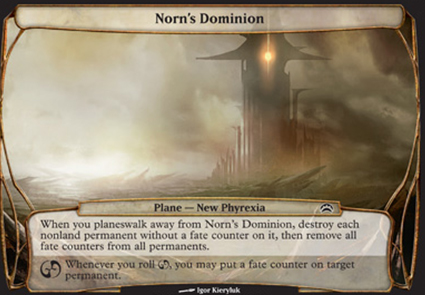 Norn's Dominion
Plane — New Phyrexia
When you planeswalk away from Norn's Dominion, destroy each
nonland permanent without a fate counter on it, then remove all
fate counters from all permanents.
Whenever you roll , you may put a fate counter on target
permanent.
Igor Kieryluk